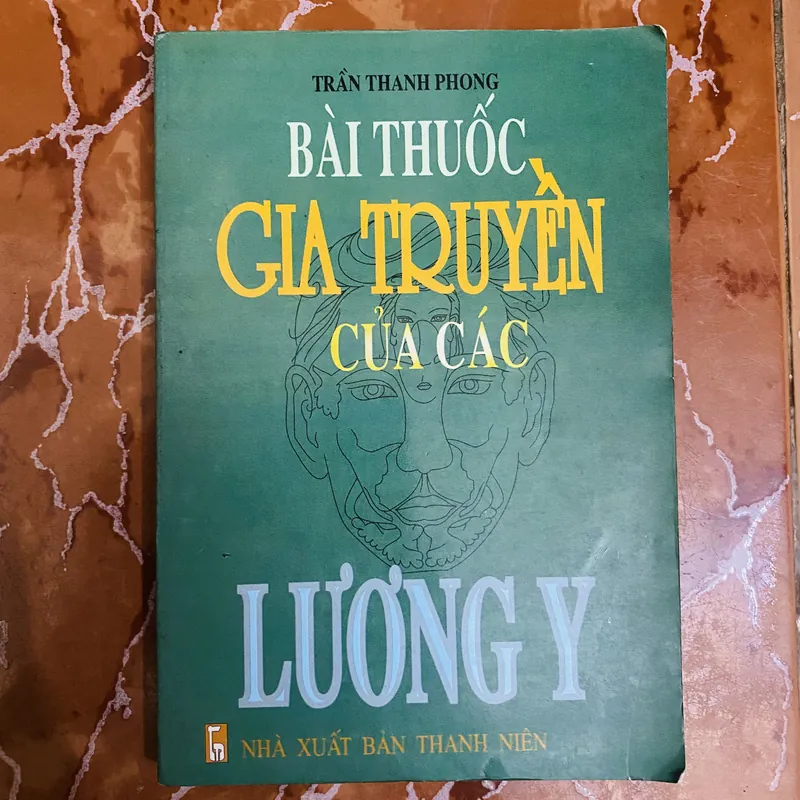 TRẦN THANH PHONG
BÀI THUỐC
GIA TRUYỀN
CỦA CÁC
LƯƠNG Y
NHÀ XUẤT BẢN THANH NIÊN